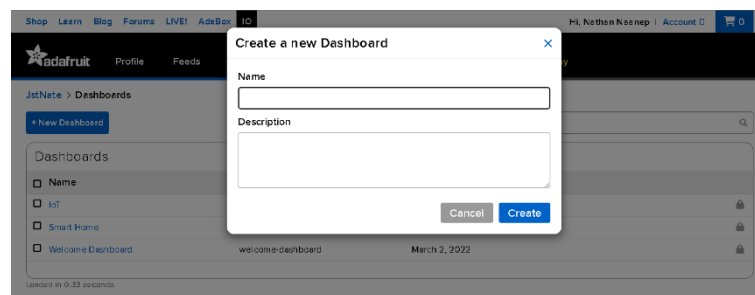 Shop Learn Blog Forums LIVE! AdaBox IO
Hi, Nathan Naanep | Account
0
Create a new Dashboard
×
adafruit Profile Feeds
JstNate > Dashboards
Name
+ New Dashboard
Description
Dashboards
Name
IoT
Smart Home
Cancel Create
Welcome Dashboard welcome-dashboard March 2, 2022
Loaded in 0.33 seconds.